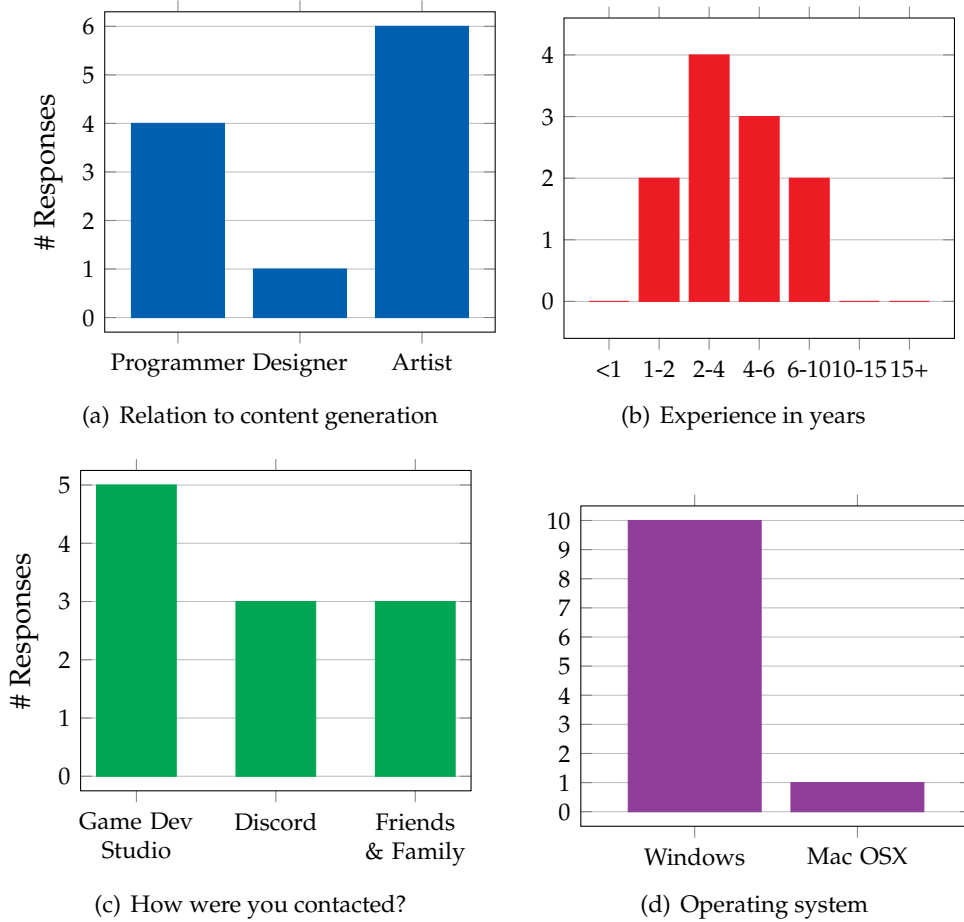 # Responses
6
5
4
3
2
1
0
Programmer Designer Artist
(a) Relation to content generation
4
3
2
1
0
<1 1-2 2-4 4-6 6-10 10-15 15+
(b) Experience in years
# Responses
5
4
3
2
1
0
Game Dev Discord Friends
Studio & Family
(c) How were you contacted?
10
9
8
7
6
5
4
3
2
1
0
Windows Mac OSX
(d) Operating system